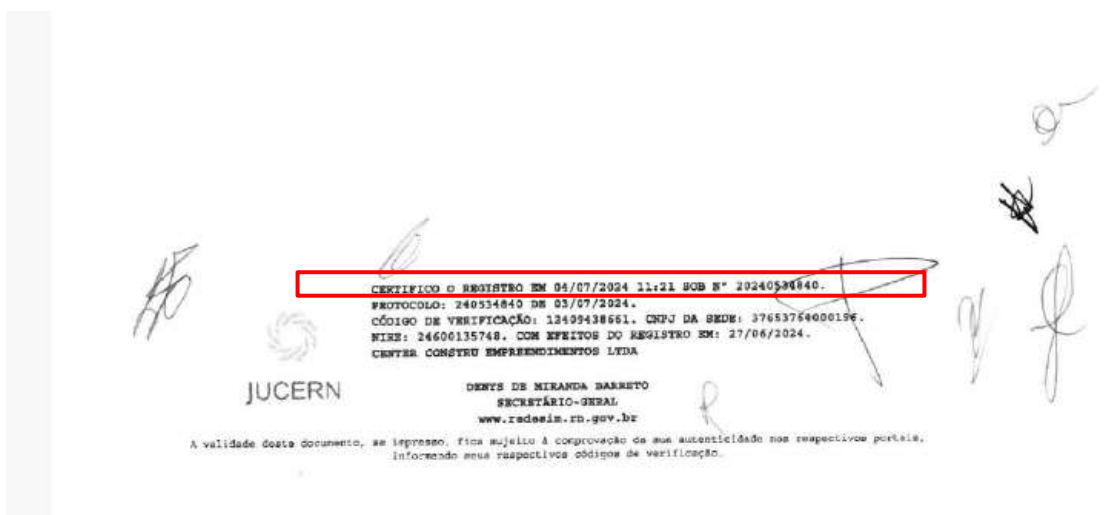 CERTIFICO O REGISTRO EM 04/07/2024 11:21 SOB N° 20240534840.
PROTOCOLO: 240534840 DE 03/07/2024.
CÓDIGO DE VERIFICAÇÃO: 12409438661. CNPJ DA SEDE: 37653764000196.
NIRE: 24600135748. COM EFEITOS DO REGISTRO EM: 27/06/2024.
CENTER CONSTRU EMPREENDIMENTOS LTDA
JUCERN
DENYS DE MIRANDA BARRETO
SECRETÁRIO-GERAL
www.redesim.rn.gov.br
A validade deste documento, se impresso, fica sujeito à comprovação de sua autenticidade nos respectivos portais,
informando seus respectivos códigos de verificação.